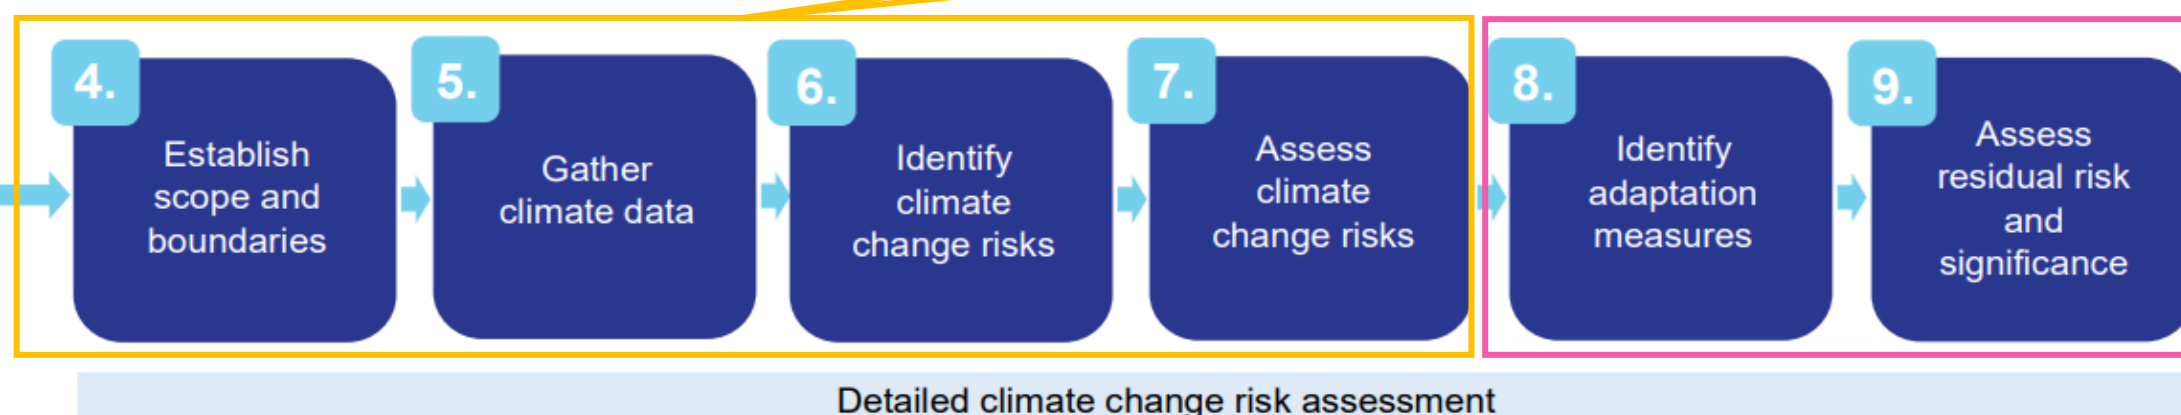 4.
Establish
scope and
boundaries
5.
Gather
climate data
6.
Identify
climate
change risks
7.
Assess
climate
change risks
8.
Identify
adaptation
measures
9.
Assess
residual risk
and
significance
Detailed climate change risk assessment